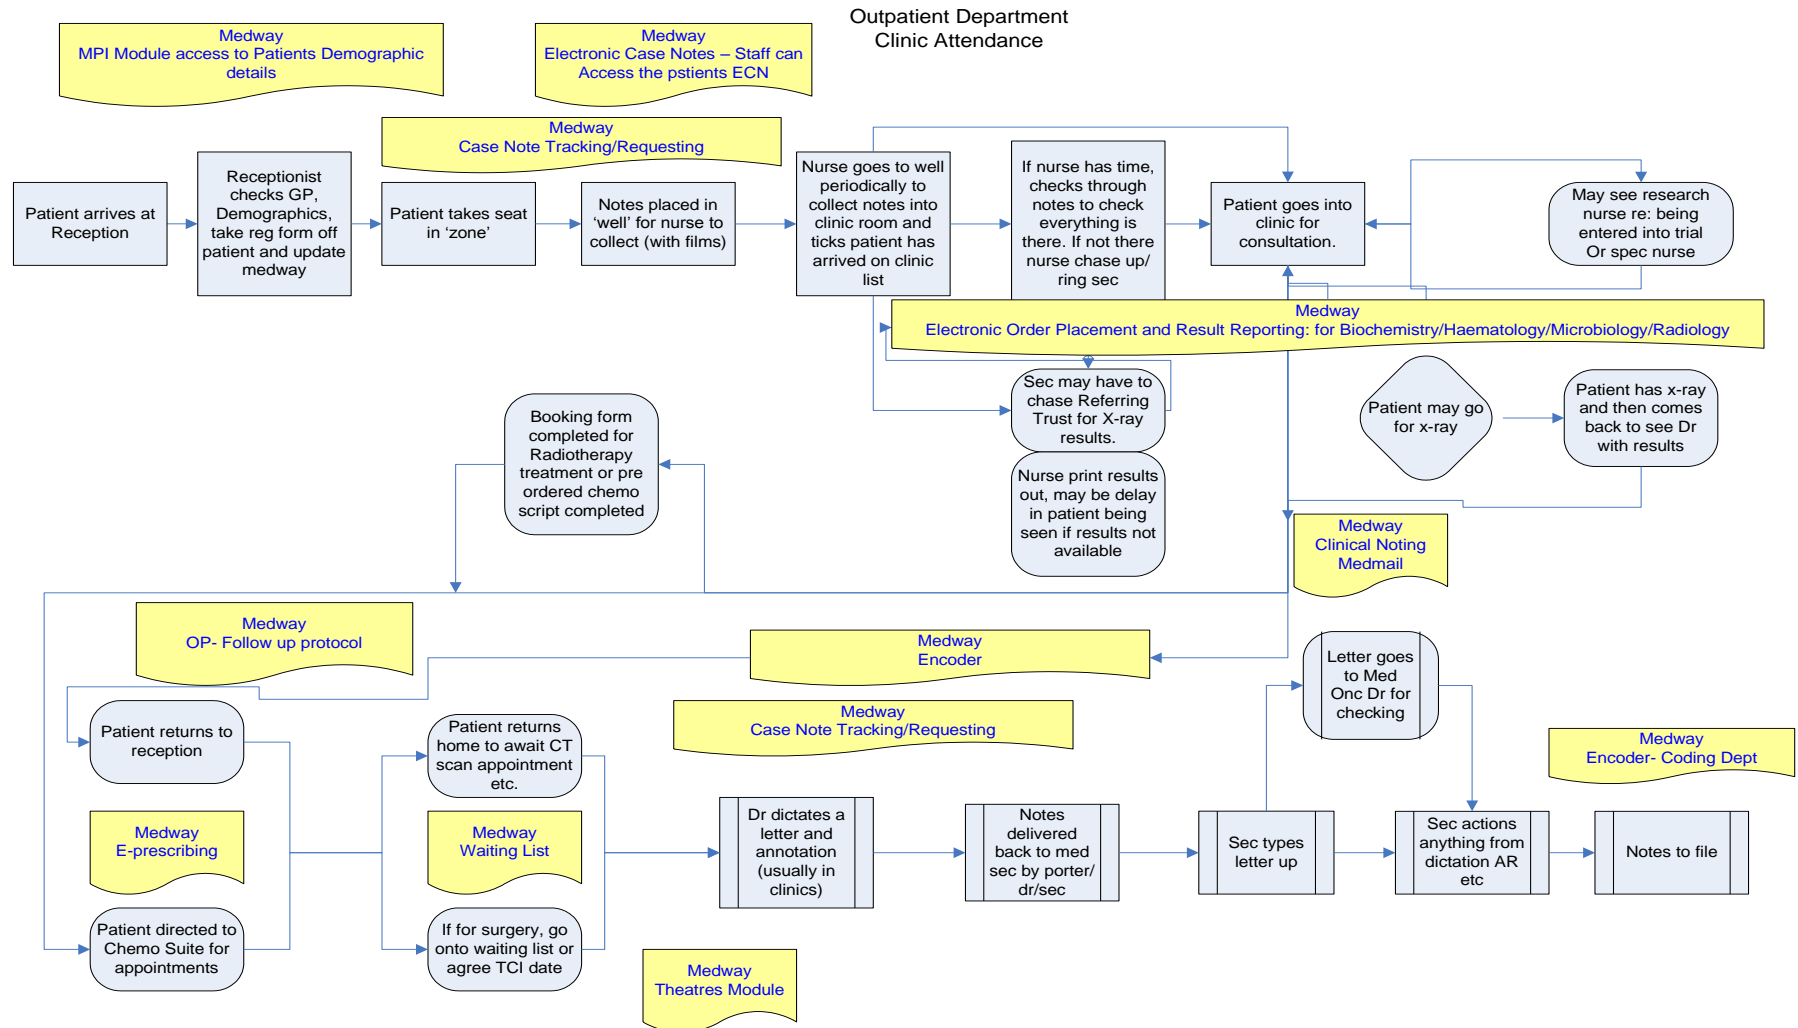 Outpatient Department
Clinic Attendance
Medway
MPI Module access to Patients Demographic
details
Medway
Electronic Case Notes – Staff can
Access the pstients ECN
Medway
Case Note Tracking/Requesting
Patient arrives at
Reception
Receptionist
checks GP,
Demographics,
take reg form off
patient and update
medway
Patient takes seat
in ‘zone’
Notes placed in
‘well’ for nurse to
collect (with films)
Nurse goes to well
periodically to
collect notes into
clinic room and
ticks patient has
arrived on clinic
list
If nurse has time,
checks through
notes to check
everything is
there. If not there
nurse chase up/
ring sec
Patient goes into
clinic for
consultation.
May see research
nurse re: being
entered into trial
Or spec nurse
Medway
Electronic Order Placement and Result Reporting: for Biochemistry/Haematology/Microbiology/Radiology
Booking form
completed for
Radiotherapy
treatment or pre
ordered chemo
script completed
Sec may have to
chase Referring
Trust for X-ray
results.
Nurse print results
out, may be delay
in patient being
seen if results not
available
Patient may go
for x-ray
Patient has x-ray
and then comes
back to see Dr
with results
Medway
Clinical Noting
Medmail
Medway
OP- Follow up protocol
Medway
Encoder
Letter goes
to Med
Onc Dr for
checking
Patient returns to
reception
Patient returns
home to await CT
scan appointment
etc.
Medway
Case Note Tracking/Requesting
Medway
Encoder- Coding Dept
Medway
E-prescribing
Medway
Waiting List
Dr dictates a
letter and
annotation
(usually in
clinics)
Notes
delivered
back to med
sec by porter/
dr/sec
Sec types
letter up
Sec actions
anything from
dictation AR
etc
Notes to file
Patient directed to
Chemo Suite for
appointments
If for surgery, go
onto waiting list or
agree TCI date
Medway
Theatres Module